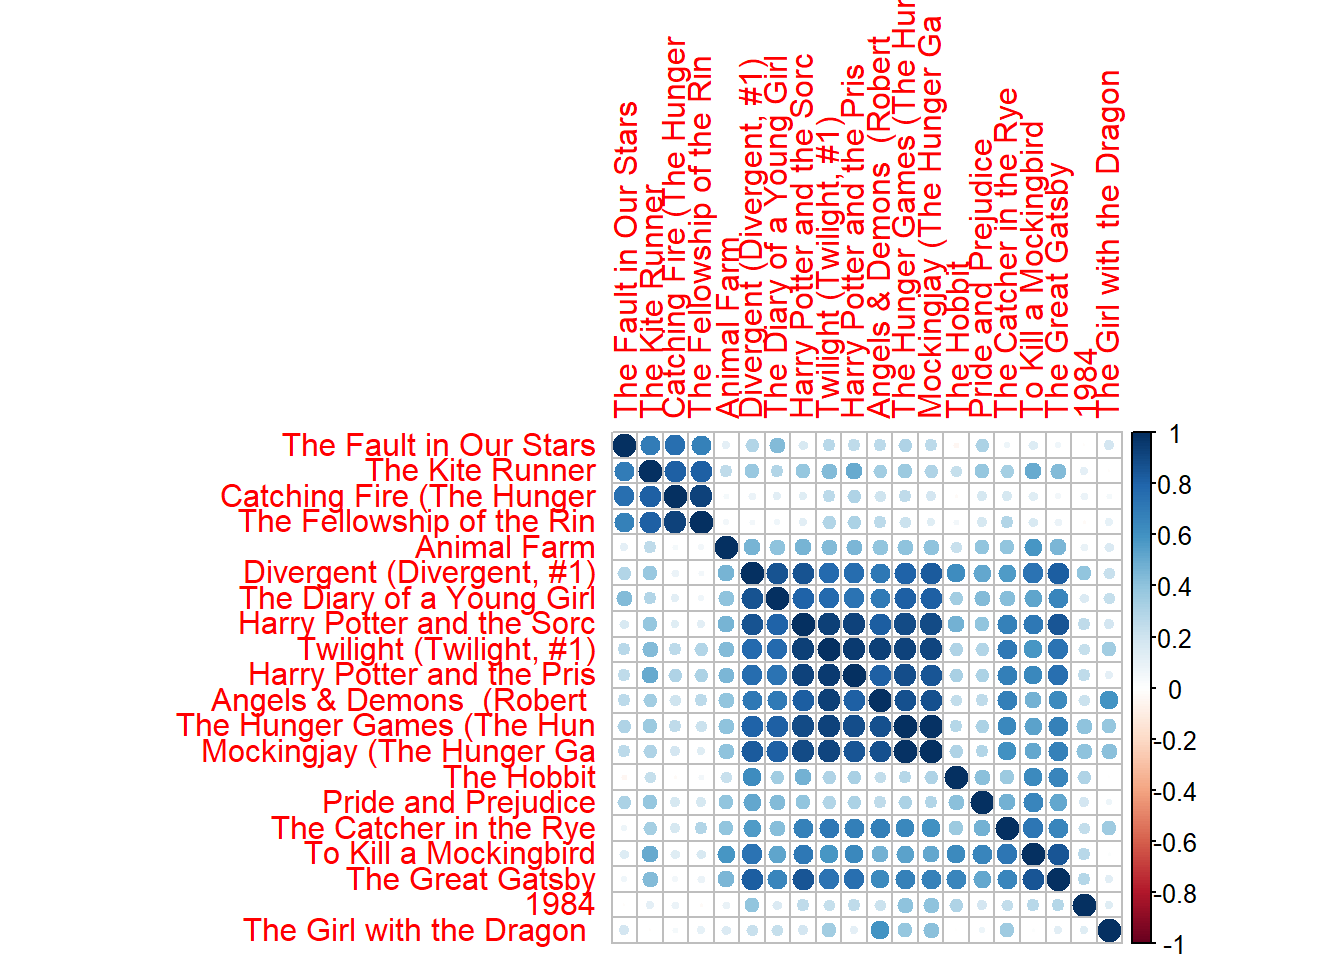 The Fault in Our Stars
The Kite Runner
Catching Fire (The Hunger
The Fellowship of the Rin
Animal Farm
Divergent (Divergent, #1)
The Diary of a Young Girl
Harry Potter and the Sorc
Twilight (Twilight, #1)
Harry Potter and the Pris
Angels & Demons  (Robert
The Hunger Games (The Hun
Mockingjay (The Hunger Ga
The Hobbit
Pride and Prejudice
The Catcher in the Rye
To Kill a Mockingbird
The Great Gatsby
1984
The Girl with the Dragon
The Fault in Our Stars
The Kite Runner
Catching Fire (The Hunger
The Fellowship of the Rin
Animal Farm
Divergent (Divergent, #1)
The Diary of a Young Girl
Harry Potter and the Sorc
Twilight (Twilight, #1)
Harry Potter and the Pris
Angels & Demons  (Robert
The Hunger Games (The Hun
Mockingjay (The Hunger Ga
The Hobbit
Pride and Prejudice
The Catcher in the Rye
To Kill a Mockingbird
The Great Gatsby
1984
The Girl with the Dragon
1
0.8
0.6
0.4
0.2
0
-0.2
-0.4
-0.6
-0.8
-1